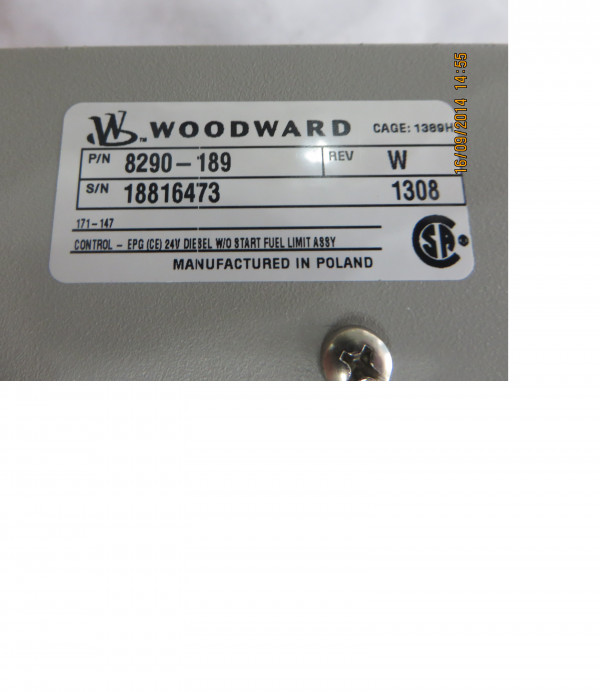 WOODWARD CAGE: 1389H
P/N 8290-189 REV W
S/N 18816473 1308
171-147
CONTROL - EPG (CE) 24V DIESEL W/O START FUEL LIMIT ASSY
MANUFACTURED IN POLAND
SA
16/09/2014 14:55